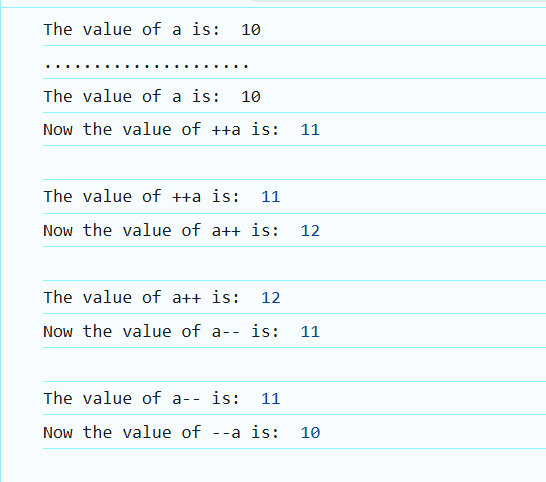 The value of a is:  10
.....................
The value of a is:  10
Now the value of ++a is:  11
The value of ++a is:  11
Now the value of a++ is:  12
The value of a++ is:  12
Now the value of a-- is:  11
The value of a-- is:  11
Now the value of --a is:  10